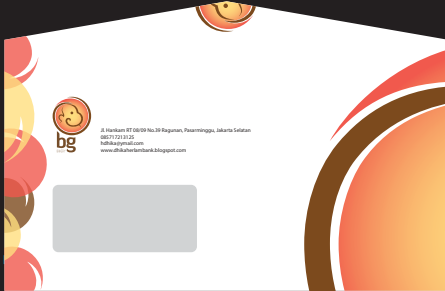 bg
Jl. Hankam RT 08/09 No.39 Ragunan, Pasarminggu, Jakarta Selatan
085717213125
hdhika@ymail.com
www.dhikaherlambank.blogspot.com